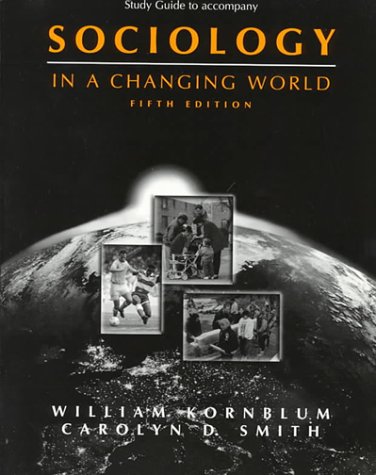 Study Guide to accompany
SOCIOLOGY
IN A CHANGING WORLD
FIFTH EDITION
WILLIAM KORNBLUM
CAROLYN D. SMITH